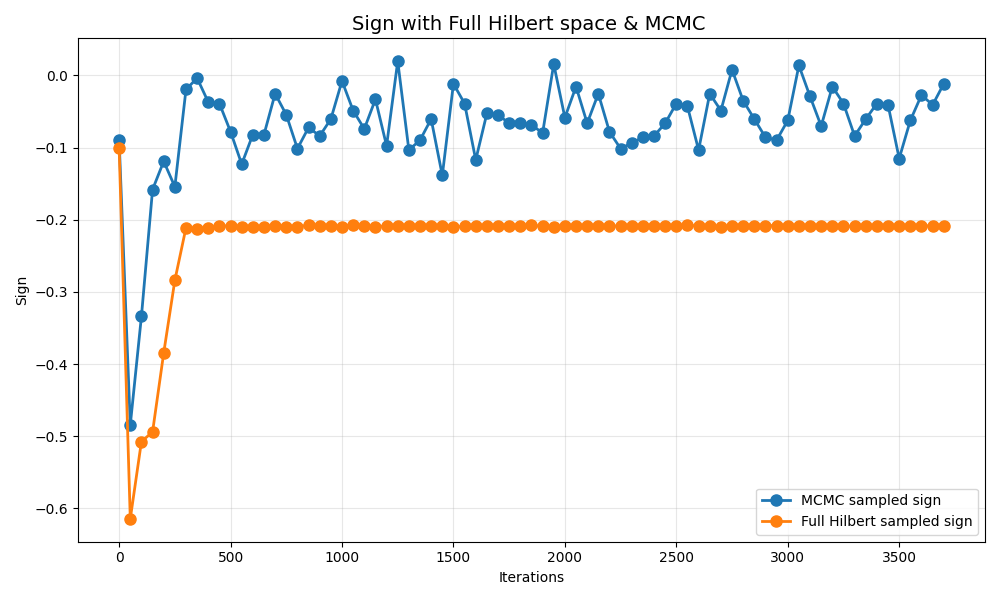 Sign with Full Hilbert space & MCMC
0.0
−0.1
−0.2
−0.3
−0.4
−0.5
−0.6
Sign
0 500 1000 1500 2000 2500 3000 3500
Iterations
MCMC sampled sign
Full Hilbert sampled sign